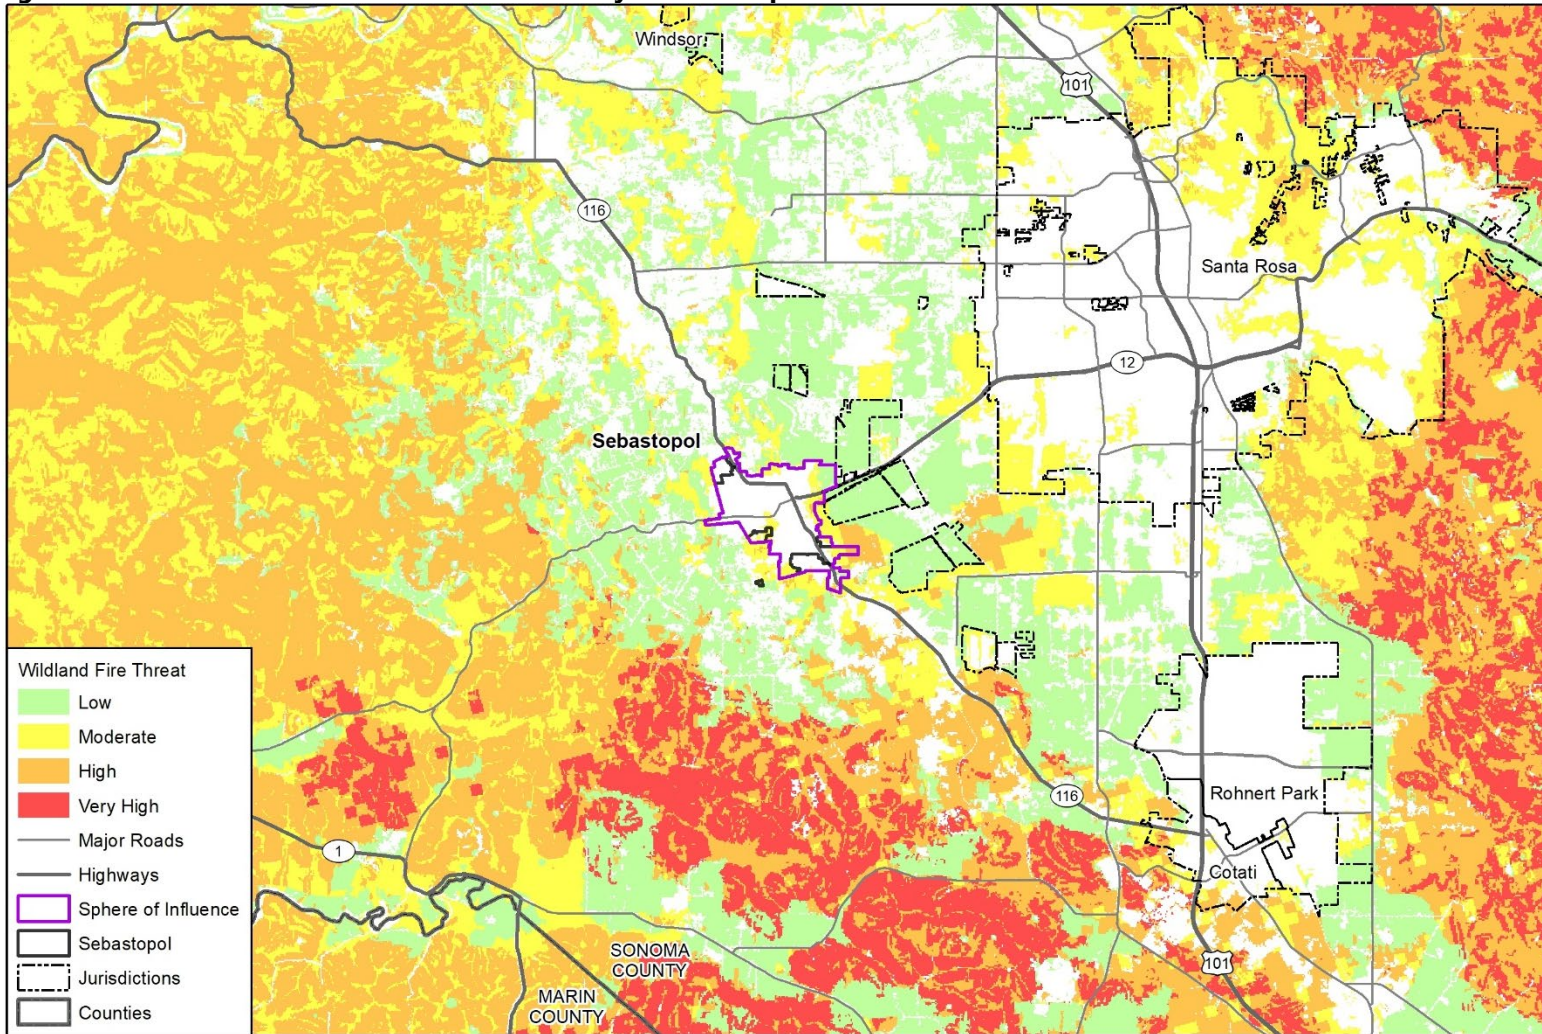 Windsor
101
116
Santa Rosa
12
Sebastopol
Wildland Fire Threat
Low
Moderate
High
Very High
Major Roads
Highways
Sphere of Influence
Sebastopol
Jurisdictions
Counties
1
116
Rohnert Park
Cotati
SONOMA
COUNTY
MARIN
COUNTY
101